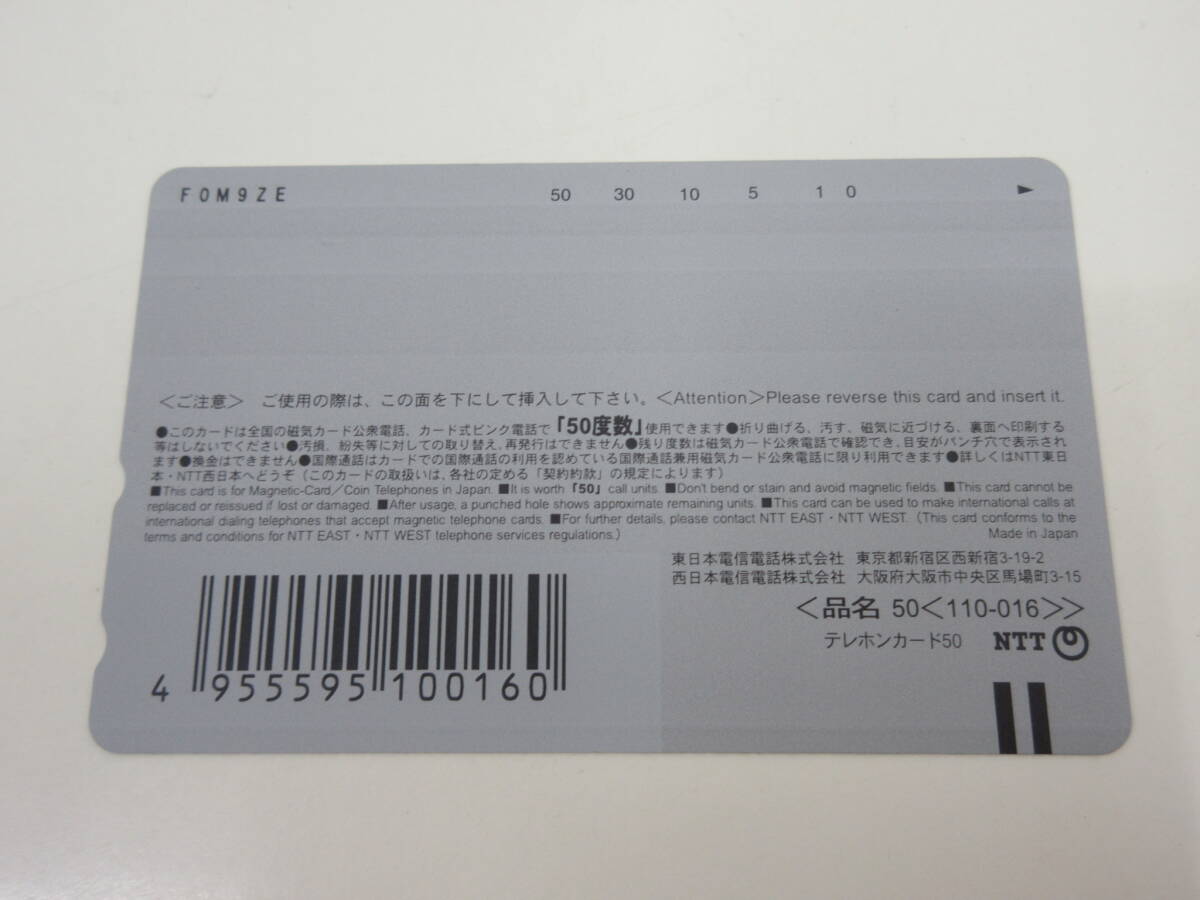 F0M9ZE 50 30 10 5 1 0 ►
＜ご注意＞ ご使用の際は、この面を下にして挿入して下さい。＜Attention＞Please reverse this card and insert it.
●このカードは全国の磁気カード公衆電話、カード式ピンク電話で「50度数」使用できます●折り曲げる、汚す、磁気に近づける、裏面へ印刷する
等はしないでください●汚損、紛失等に対しての取り替え、再発行はできません●残り度数は磁気カード公衆電話で確認でき、目安がパンチ穴で表示され
ます●換金はできません●国際通話はカードでの国際通話の利用を認めている国際通話兼用磁気カード公衆電話に限り利用できます●詳しくはNTT東日
本・NTT西日本へどうぞ（このカードの取扱いは、各社の定める「契約約款」の規定によります）
■This card is for Magnetic-Card／Coin Telephones in Japan. ■It is worth「50」call units. ■Don't bend or stain and avoid magnetic fields. ■This card cannot be
replaced or reissued if lost or damaged. ■After usage, a punched hole shows approximate remaining units. ■This card can be used to make international calls at
international dialing telephones that accept magnetic telephone cards. ■For further details, please contact NTT EAST・NTT WEST. (This card conforms to the
terms and conditions for NTT EAST・NTT WEST telephone services regulations.) Made in Japan
東日本電信電話株式会社 東京都新宿区西新宿3-19-2
西日本電信電話株式会社 大阪府大阪市中央区馬場町3-15
＜品名 50＜110-016＞＞
テレホンカード50 NTT
4 955595 100160